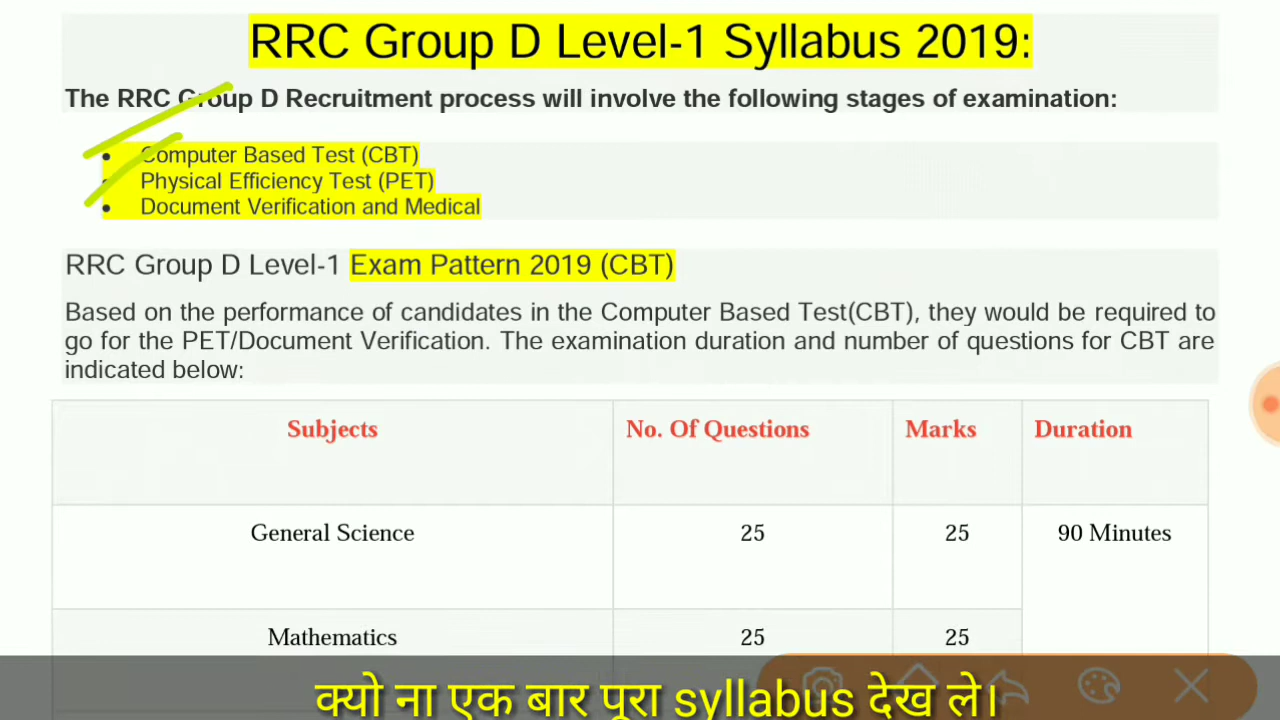 RRC Group D Level-1 Syllabus 2019:
The RRC Group D Recruitment process will involve the following stages of examination:
Computer Based Test (CBT)
Physical Efficiency Test (PET)
Document Verification and Medical
RRC Group D Level-1 Exam Pattern 2019 (CBT)
Based on the performance of candidates in the Computer Based Test(CBT), they would be required to
go for the PET/Document Verification. The examination duration and number of questions for CBT are
indicated below:
Subjects No. Of Questions Marks Duration
General Science 25 25 90 Minutes
Mathematics 25 25
क्यो ना एक बार पूरा syllabus देख ले।